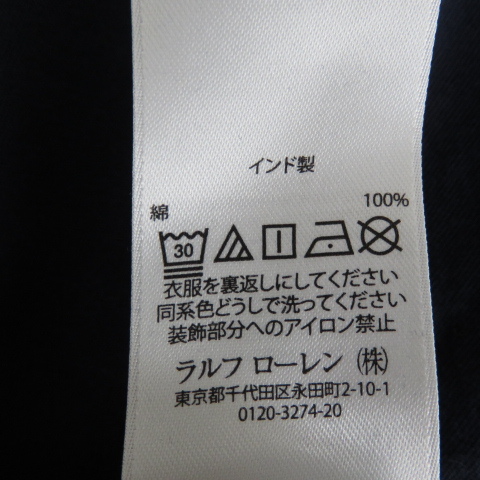 インド製
綿 100%
30
衣服を裏返しにしてください
同系色どうしで洗ってください
装飾部分へのアイロン禁止
ラルフ ローレン (株)
東京都千代田区永田町2-10-1
0120-3274-20